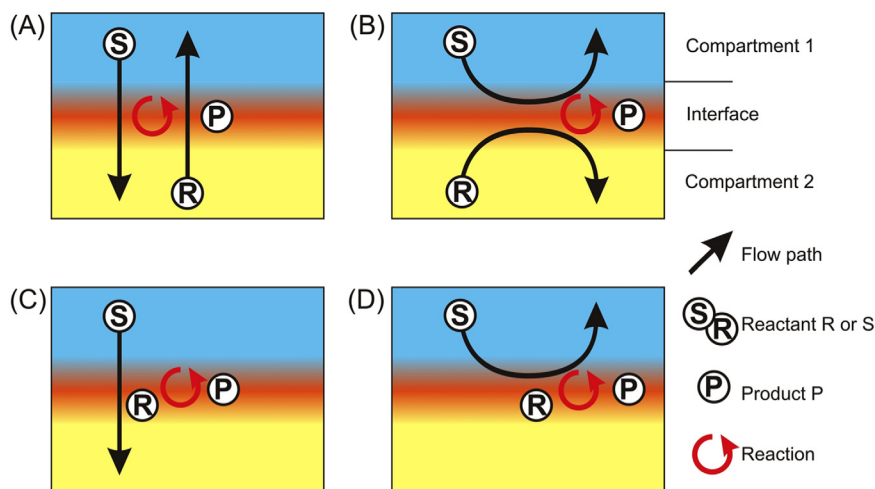 (A)
S
P
R
(B)
S
P
R
Compartment 1
Interface
Compartment 2
Flow path
(C)
S
R
P
(D)
S
R
P
S
R
Reactant R or S
P
Product P
Reaction